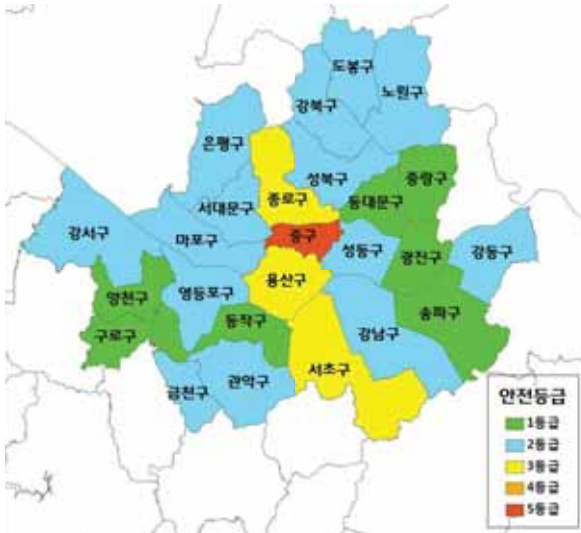 도봉구
노원구
강북구
은평구
성북구
중랑구
종로구
서대문구
동대문구
강서구
마포구
중구
성동구
광진구
강동구
용산구
양천구
영등포구
송파구
동작구
구로구
강남구
서초구
금천구
관악구
안전등급
1등급
2등급
3등급
4등급
5등급